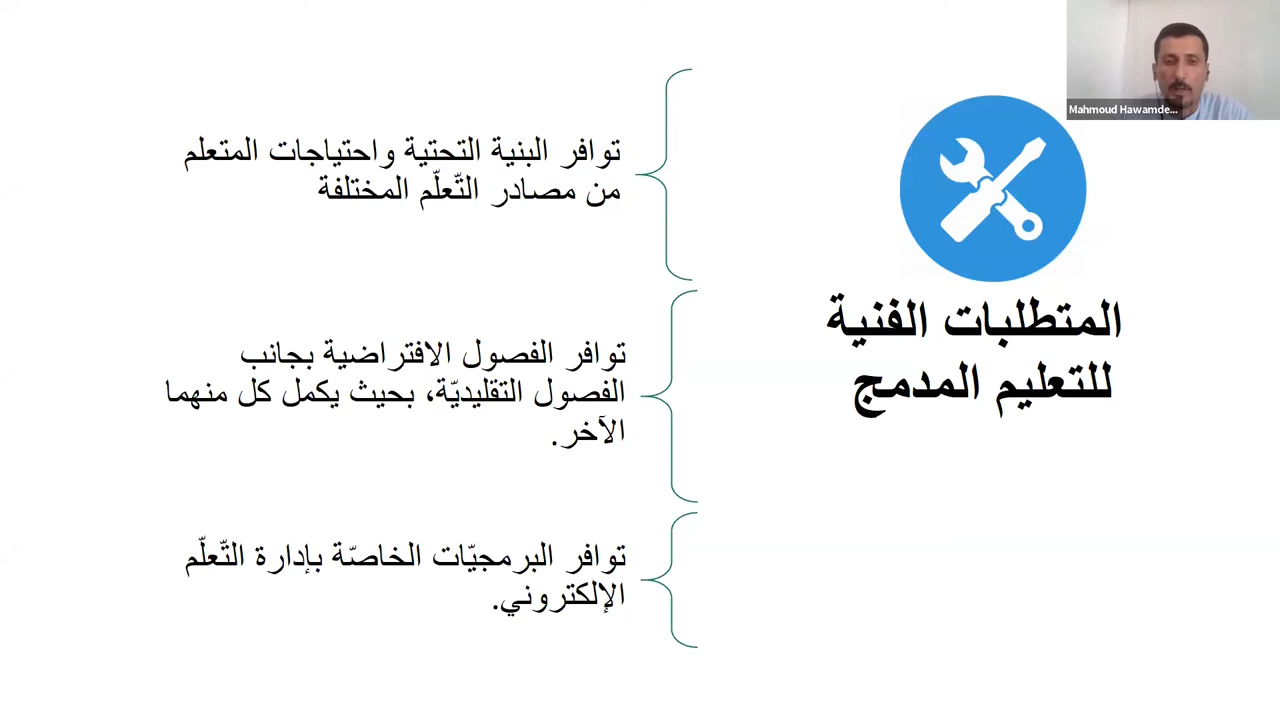 Mahmoud Hawamde...
المتطلبات الفنية
للتعليم المدمج
توافر البنية التحتية واحتياجات المتعلم
من مصادر التّعلّم المختلفة
توافر الفصول الافتراضية بجانب
الفصول التقليديّة، بحيث يكمل كل منهما
الآخر.
توافر البرمجيّات الخاصّة بإدارة التّعلّم
الإلكتروني.